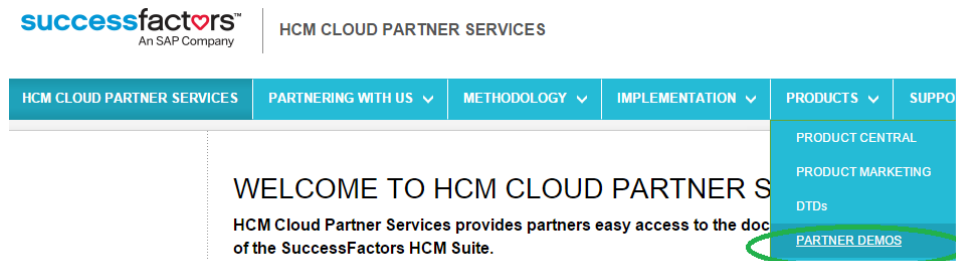 successfactors™
An SAP Company
HCM CLOUD PARTNER SERVICES
HCM CLOUD PARTNER SERVICES PARTNERING WITH US METHODOLOGY IMPLEMENTATION PRODUCTS SUPPO
PRODUCT CENTRAL
PRODUCT MARKETING
DTDs
PARTNER DEMOS
WELCOME TO HCM CLOUD PARTNER S
HCM Cloud Partner Services provides partners easy access to the doc
of the SuccessFactors HCM Suite.